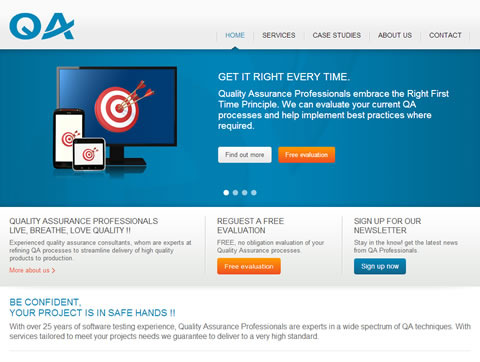 QA
HOME
SERVICES
CASE STUDIES
ABOUT US
CONTACT
GET IT RIGHT EVERY TIME.
Quality Assurance Professionals embrace the Right First
Time Principle. We can evaluate your current QA
processes and help implement best practices where
required.
Find out more
Free evaluation
QUALITY ASSURANCE PROFESSIONALS
LIVE, BREATHE, LOVE QUALITY !!
Experienced quality assurance consultants, whom are experts at
refining QA processes to streamline delivery of high quality
products to production.
More about us
REGUEST A FREE
EVALUATION
FREE, no obligation evaluation of your
Quality Assurance processes.
Free evaluation
SIGN UP FOR OUR
NEWSLETTER
Stay in the know! get the latest news
from QA Professionals.
Sign up now
BE CONFIDENT,
YOUR PROJECT IS IN SAFE HANDS !!
With over 25 years of software testing experience, Quality Assurance Professionals are experts in a wide spectrum of QA techniques. With
services tailored to meet your projects needs we guarantee to deliver to a very high standard.